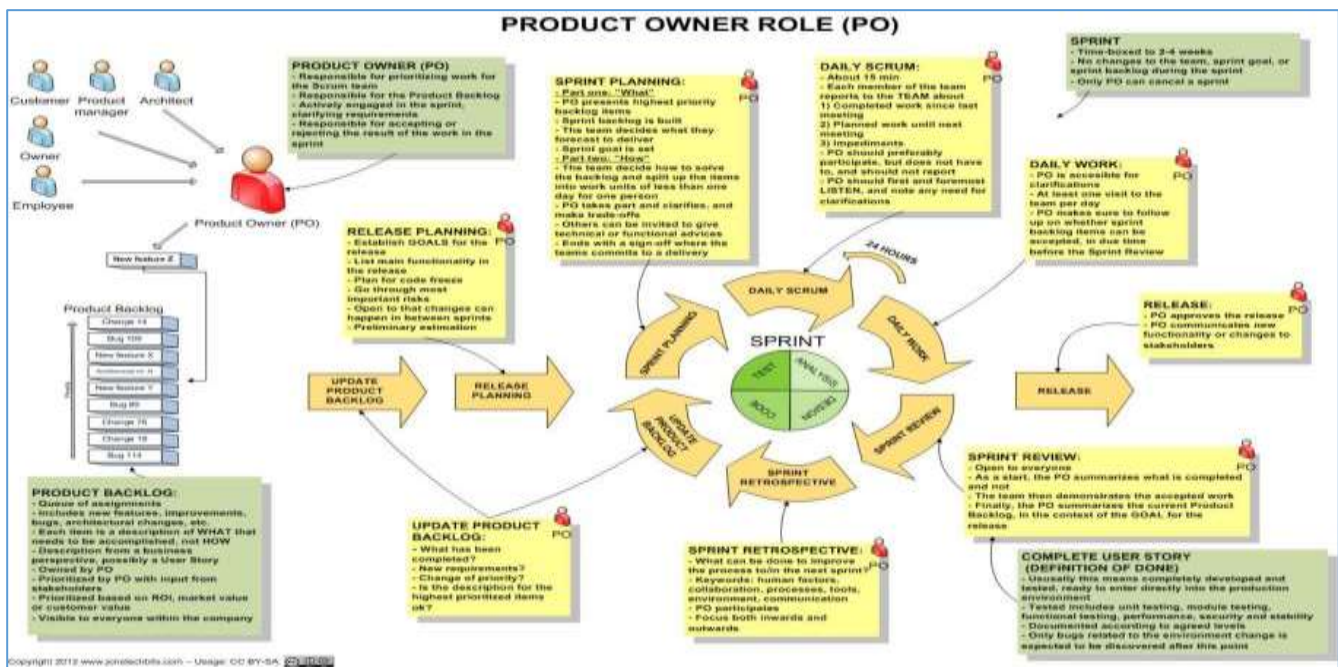 PRODUCT OWNER ROLE (PO)
Customer
Product
manager
Architect
Owner
Employee
Product Owner (PO)
PRODUCT OWNER (PO)
- Responsible for prioritizing work for
the Scrum team
- Responsible for the Product Backlog
- Actively engaged in the sprint,
clarifying requirements
- Responsible for accepting or
rejecting the result of the work in the
sprint
New feature Z
Product Backlog
Change 14
Bug 109
New feature X
New feature Y
Bug
Change
Change
Bug 114
PRODUCT BACKLOG:
- Queue of assignments
- Includes new features, improvements,
bugs, architectural changes, etc.
- Each item is a description of WHAT that
needs to be accomplished, not HOW
- Description from a business
perspective, possibly a User Story
- Owned by PO
- Prioritized by PO with input from
stakeholders
- Prioritized based on ROI, market value
or customer value
- Visible to everyone within the company
RELEASE PLANNING:
- Establish GOALS for the
release
- List main functionality in
the release
- Plan for code freeze
- Go through most
important risks
- Open to that changes can
happen in between sprints
- Preliminary estimation
PO
SPRINT PLANNING:
- Part one: "What"
- PO presents highest priority
backlog items
- Sprint backlog is built
- The team decides what they
forecast to deliver
- Sprint goal is set
- Part two: "How"
- The team decide how to solve
the backlog and split up the items
into work units of less than one
day for one person
- PO takes part and clarifies, and
make trade-offs
- Others can be invited to give
technical or functional advices
- Ends with a sign-off where the
teams commits to a delivery
PO
DAILY SCRUM:
- About 15 min
- Each member of the team
reports to the TEAM about
1) Completed work since last
meeting
2) Planned work until next
meeting
3) Impediments
- PO should preferably
participate, but does not have
to, and should not report
- PO should first and foremost
LISTEN, and note any need for
clarifications
PO
SPRINT
- Time-boxed to 2-4 weeks
- No changes to the team, sprint goal, or
sprint backlog during the sprint
- Only PO can cancel a sprint
DAILY WORK:
- PO is accesible for
clarifications
- At least one visit to the
team per day
- PO makes sure to follow
up on whether sprint
backlog items can be
accepted, in due time
before the Sprint Review
PO
RELEASE:
- PO approves the release
- PO communicates new
functionality or changes to
stakeholders
PO
UPDATE
PRODUCT
BACKLOG
RELEASE
PLANNING
SPRINT PLANNING
DAILY SCRUM
24 HOURS
DAILY WORK
SPRINT REVIEW
SPRINT
RETROSPECTIVE
UPDATE
PRODUCT
BACKLOG
SPRINT
TEST
ANALYSIS
CODE
DESIGN
RELEASE
UPDATE PRODUCT
BACKLOG:
- What has been
completed?
- New requirements?
- Change of priority?
- Is the description for the
highest prioritized items
ok?
PO
SPRINT RETROSPECTIVE:
- What can be done to improve
the process to/in the next sprint?
- Keywords: human factors,
collaboration, processes, tools,
environment, communication
- PO participates
- Focus both inwards and
outwards
PO
SPRINT REVIEW:
- Open to everyone
- As a start, the PO summarizes what is completed
and not
- The team then demonstrates the accepted work
- Finally, the PO summarizes the current Product
Backlog, in the context of the GOAL for the
release
PO
COMPLETE USER STORY
(DEFINITION OF DONE)
- Ususally this means completely developed and
tested, ready to enter directly into the production
environment
- Tested includes unit testing, module testing,
functional testing, performance, security and stability
- Documented according to agreed levels
- Only bugs related to the environment change is
expected to be discovered after this point
Copyright 2012 www.jonstechbits.com – Usage: CC BY-SA